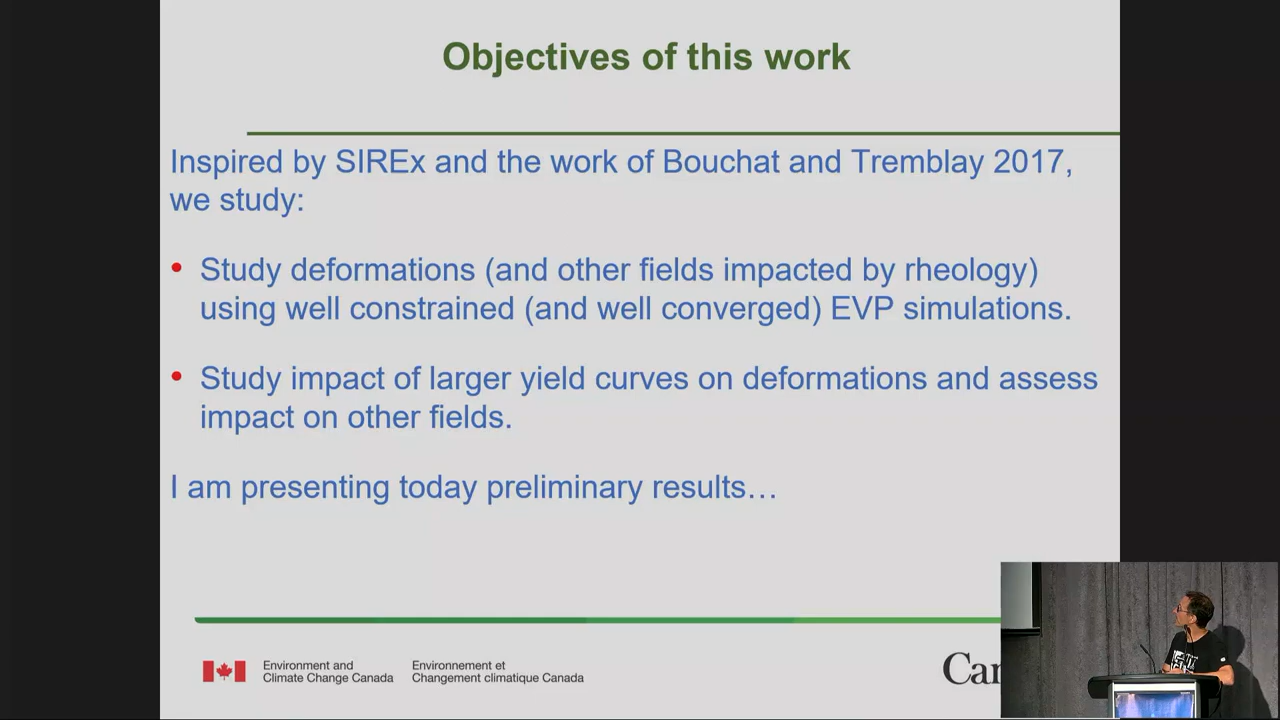 Objectives of this work
Inspired by SIREx and the work of Bouchat and Tremblay 2017,
we study:
• Study deformations (and other fields impacted by rheology)
using well constrained (and well converged) EVP simulations.
• Study impact of larger yield curves on deformations and assess
impact on other fields.
I am presenting today preliminary results…
Environment and
Climate Change Canada
Environnement et
Changement climatique Canada
Can